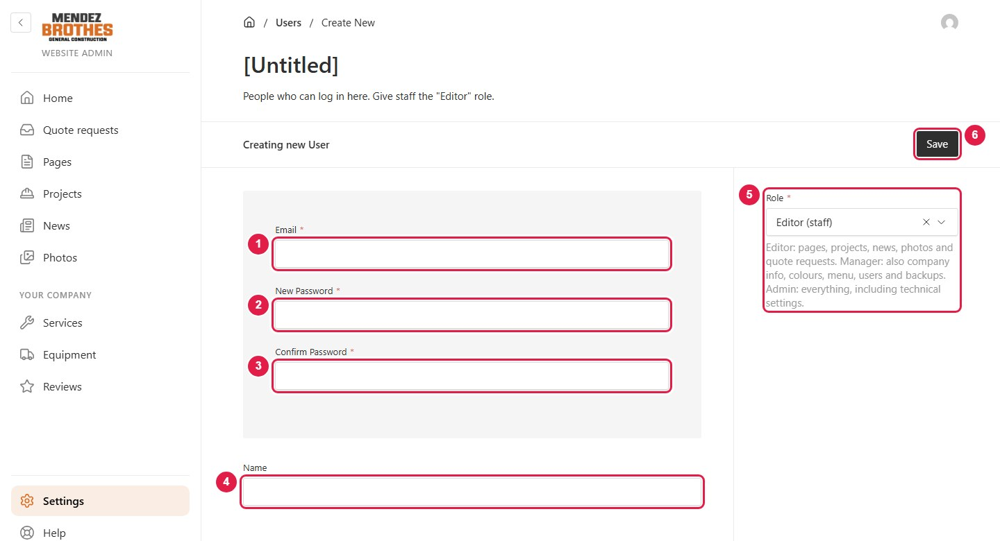 MENDEZ
BROTHES
GENERAL CONSTRUCTION
WEBSITE ADMIN
Home
Quote requests
Pages
Projects
News
Photos
YOUR COMPANY
Services
Equipment
Reviews
Settings
Help
/ Users / Create New
[Untitled]
People who can log in here. Give staff the "Editor" role.
Creating new User
Save
6
Email *
1
New Password *
2
Confirm Password *
3
Name
4
5
Role *
Editor (staff)
Editor: pages, projects, news, photos and
quote requests. Manager: also company
info, colours, menu, users and backups.
Admin: everything, including technical
settings.